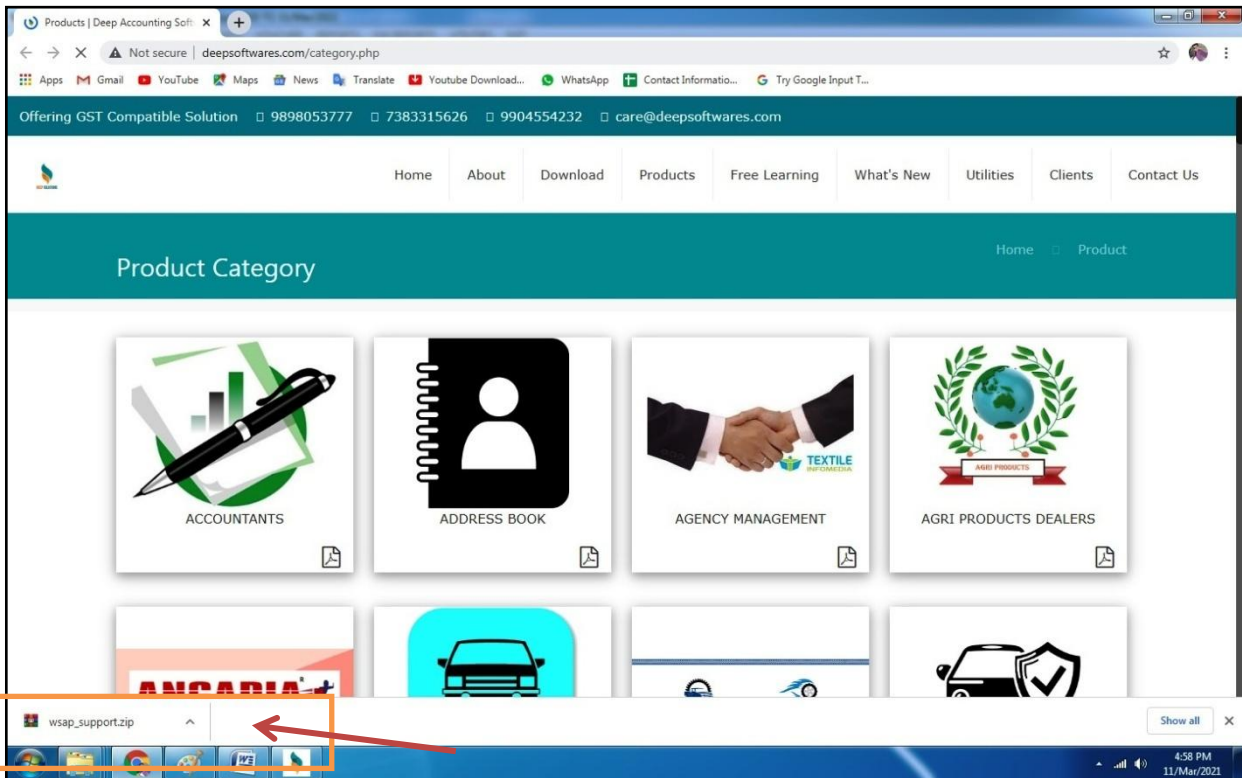 Products | Deep Accounting Soft
Not secure | deepsoftwares.com/category.php
Apps Gmail YouTube Maps News Translate Youtube Download... WhatsApp Contact Informatio... Try Google Input T...
Offering GST Compatible Solution 9898053777 7383315626 9904554232 care@deepsoftwares.com
Home About Download Products Free Learning What's New Utilities Clients Contact Us
Home Product
Product Category
TEXTILE
INFOMEDIA
AGRI PRODUCTS
ACCOUNTANTS ADDRESS BOOK AGENCY MANAGEMENT AGRI PRODUCTS DEALERS
ANGADIA
wsap_support.zip Show all
4:58 PM
11/Mar/2021